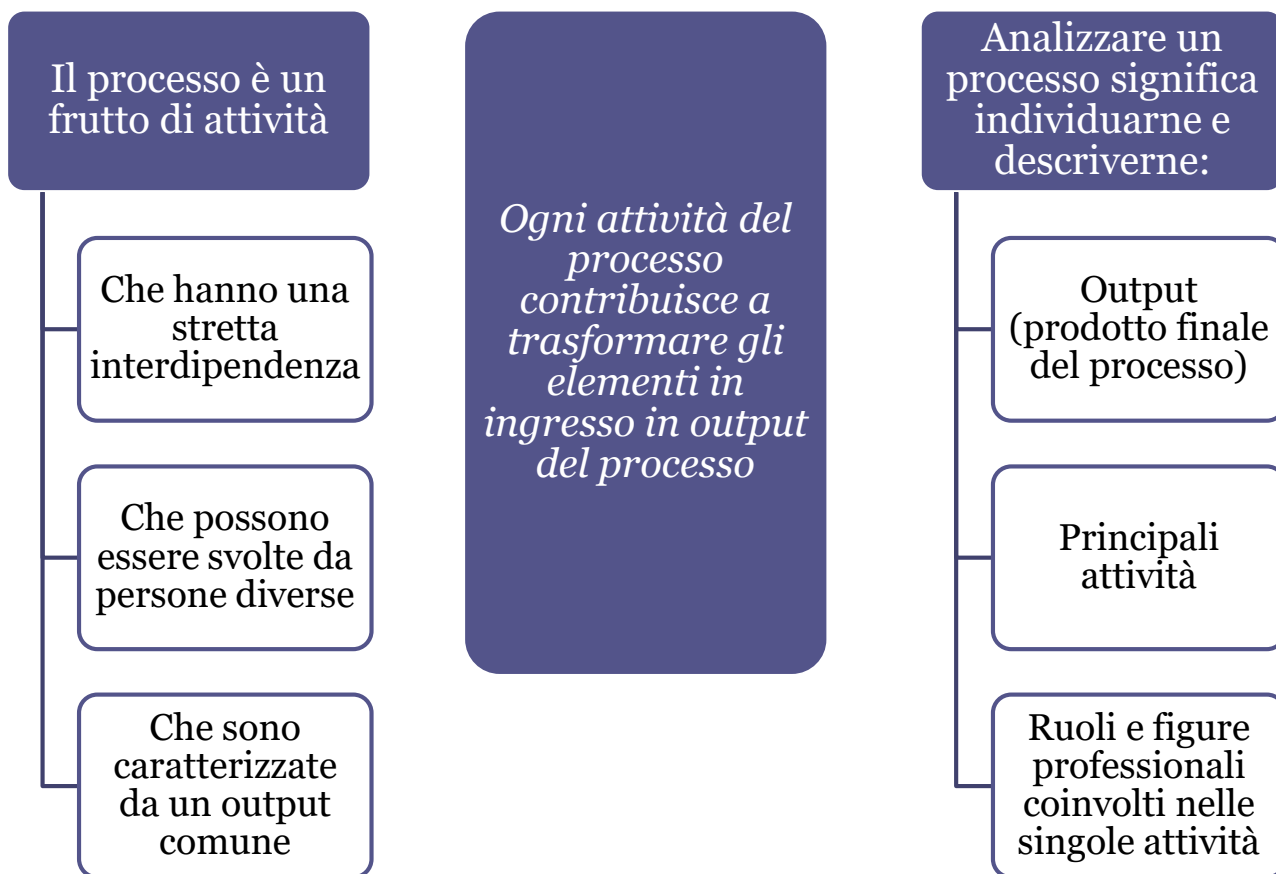 Il processo è un
frutto di attività
Che hanno una
stretta
interdipendenza
Che possono
essere svolte da
persone diverse
Che sono
caratterizzate
da un output
comune
Ogni attività del
processo
contribuisce a
trasformare gli
elementi in
ingresso in output
del processo
Analizzare un
processo significa
individuarne e
descriverne:
Output
(prodotto finale
del processo)
Principali
attività
Ruoli e figure
professionali
coinvolti nelle
singole attività